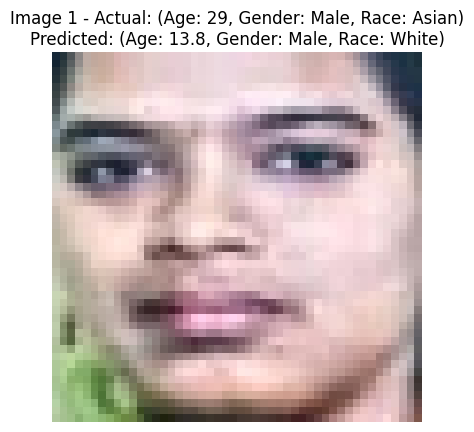 Image 1 - Actual: (Age: 29, Gender: Male, Race: Asian)
Predicted: (Age: 13.8, Gender: Male, Race: White)